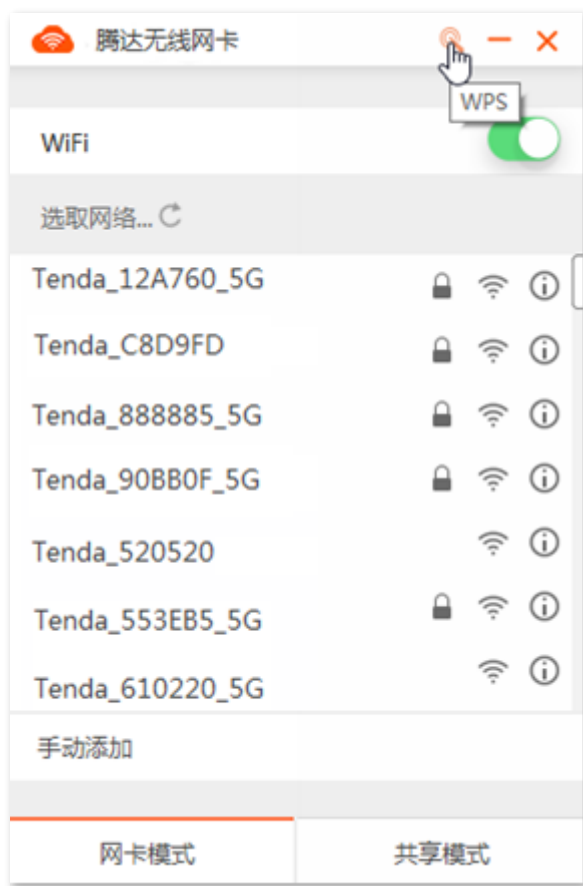 腾达无线网卡
WPS
WiFi
选取网络...
Tenda_12A760_5G
Tenda_C8D9FD
Tenda_888885_5G
Tenda_90BB0F_5G
Tenda_520520
Tenda_553EB5_5G
Tenda_610220_5G
手动添加
网卡模式 共享模式